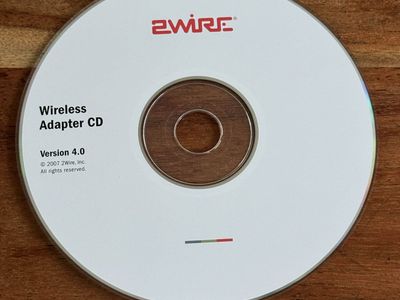 2WIRE®
Wireless
Adapter CD
Version 4.0
© 2007 2Wire, Inc.
All rights reserved.